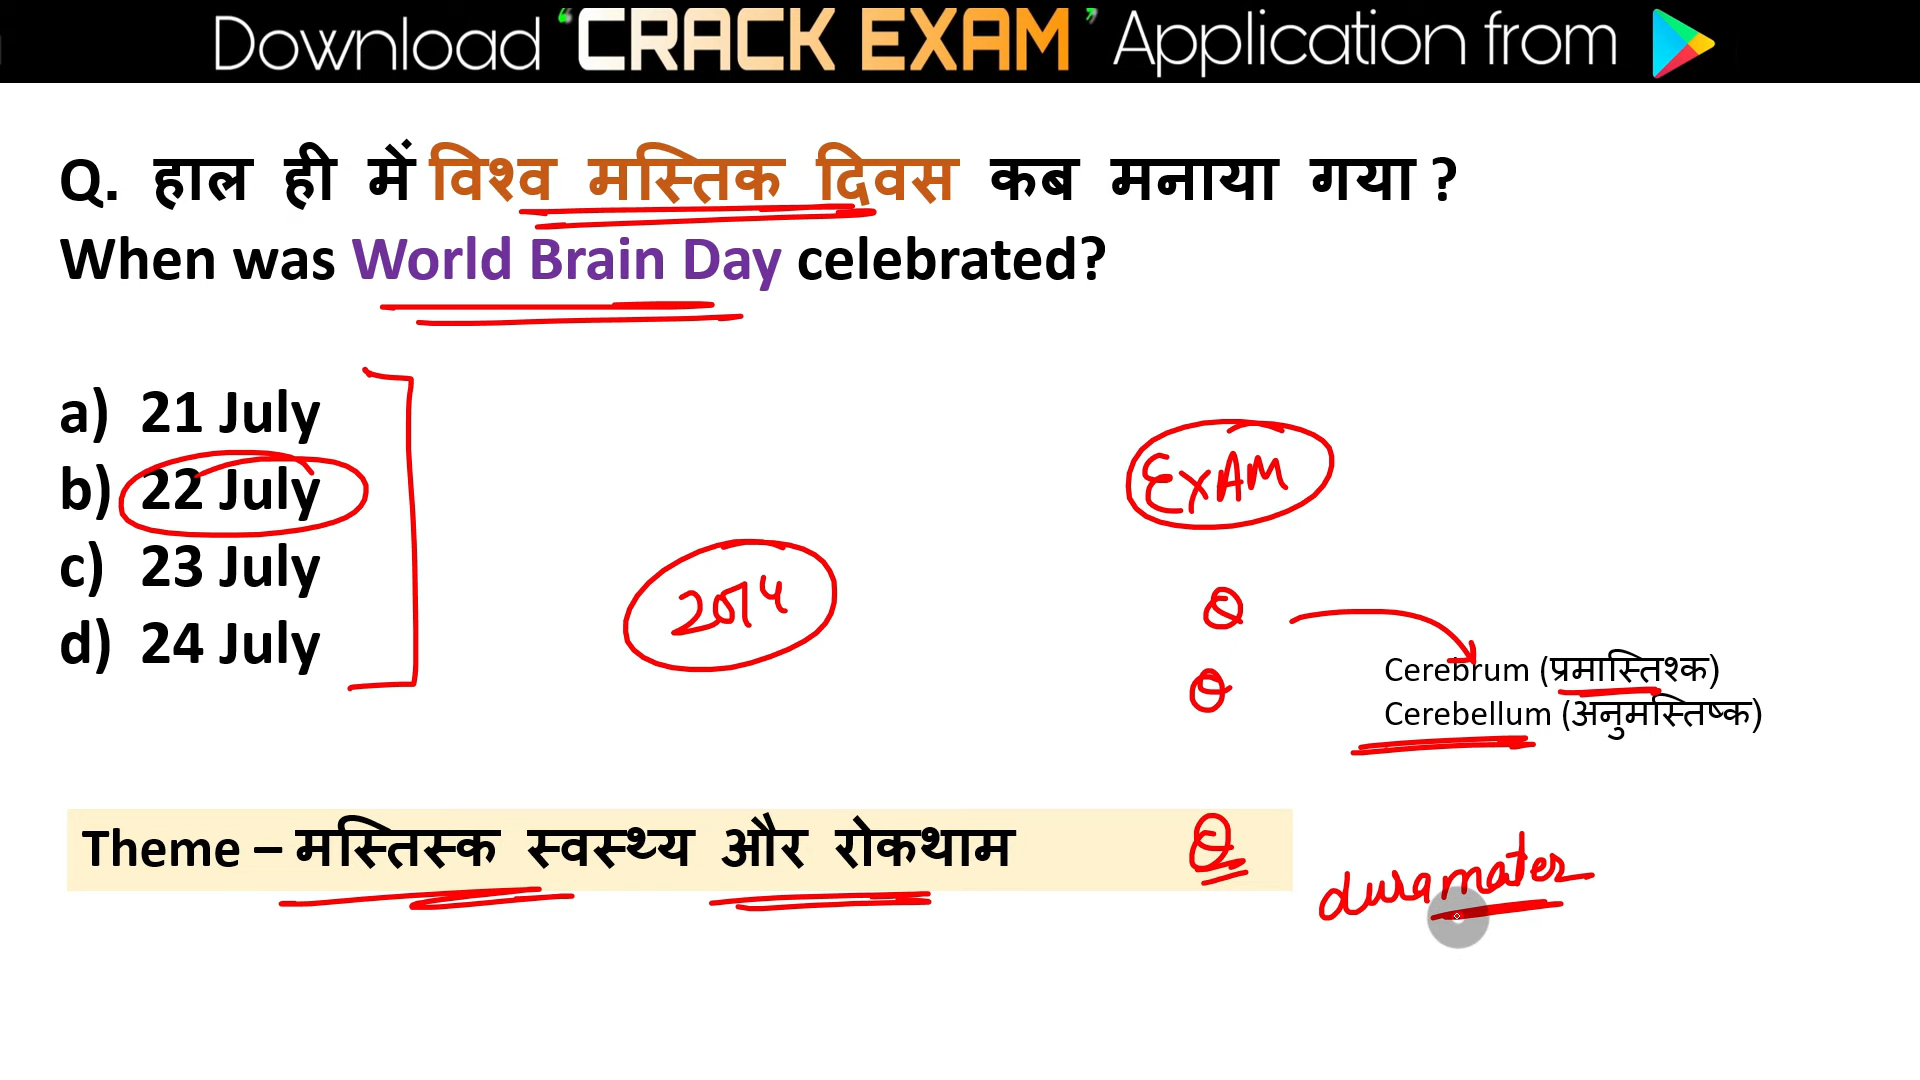 Download 'CRACK EXAM' Application from
Q. हाल ही में विश्व मस्तिक दिवस कब मनाया गया ?
When was World Brain Day celebrated?
a) 21 July
b) 22 July
c) 23 July
d) 24 July
EXAM
2014
Q
Q
Cerebrum (प्रमास्तिश्क)
Cerebellum (अनुमस्तिष्क)
Theme – मस्तिस्क स्वस्थ्य और रोकथाम
Q
duramater